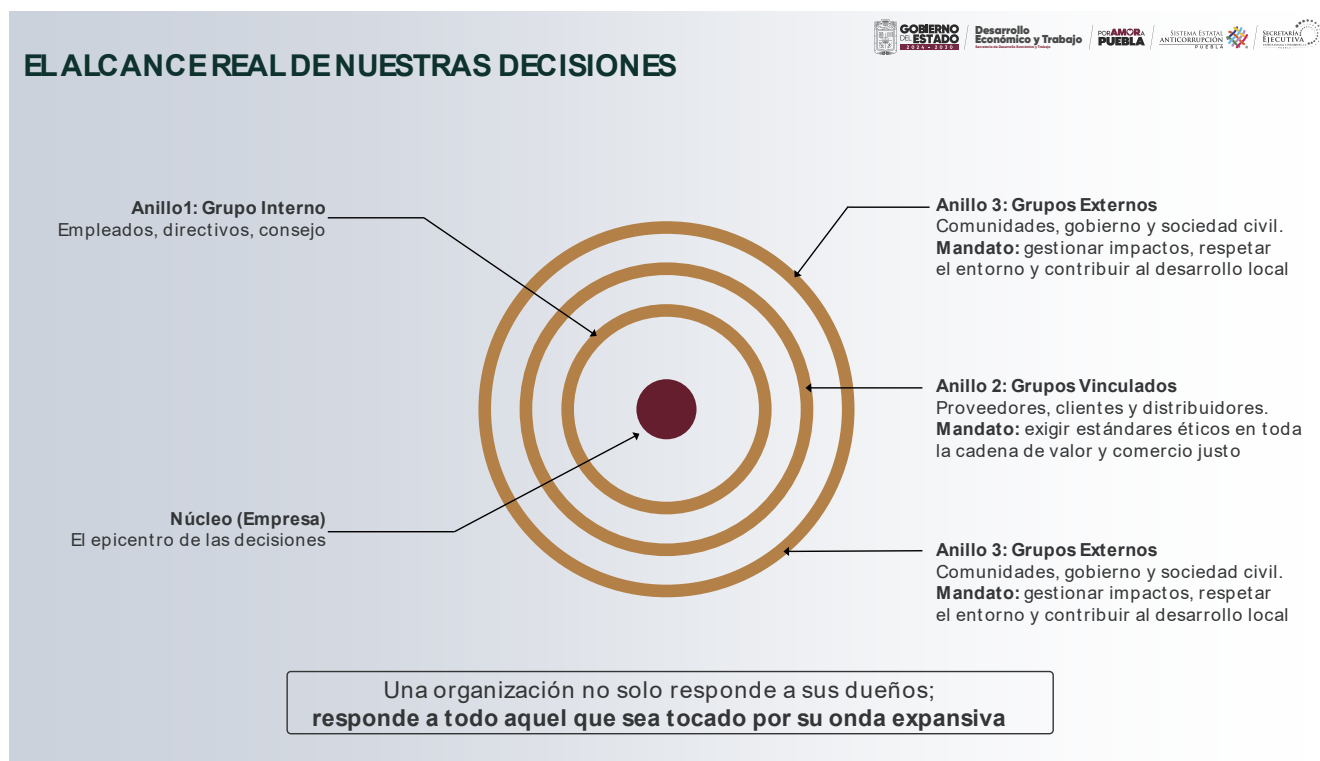 EL ALCANCE REAL DE NUESTRAS DECISIONES
GOBIERNO
DEL ESTADO
2024 - 2030
Desarrollo
Económico y Trabajo
Secretaría de Desarrollo Económico y Trabajo
POR AMOR A
PUEBLA
SISTEMA ESTATAL
ANTICORRUPCIÓN
PUEBLA
SECRETARÍA
EJECUTIVA
Anillo1: Grupo Interno
Empleados, directivos, consejo
Núcleo (Empresa)
El epicentro de las decisiones
Anillo 3: Grupos Externos
Comunidades, gobierno y sociedad civil.
Mandato: gestionar impactos, respetar
el entorno y contribuir al desarrollo local
Anillo 2: Grupos Vinculados
Proveedores, clientes y distribuidores.
Mandato: exigir estándares éticos en toda
la cadena de valor y comercio justo
Anillo 3: Grupos Externos
Comunidades, gobierno y sociedad civil.
Mandato: gestionar impactos, respetar
el entorno y contribuir al desarrollo local
Una organización no solo responde a sus dueños;
responde a todo aquel que sea tocado por su onda expansiva